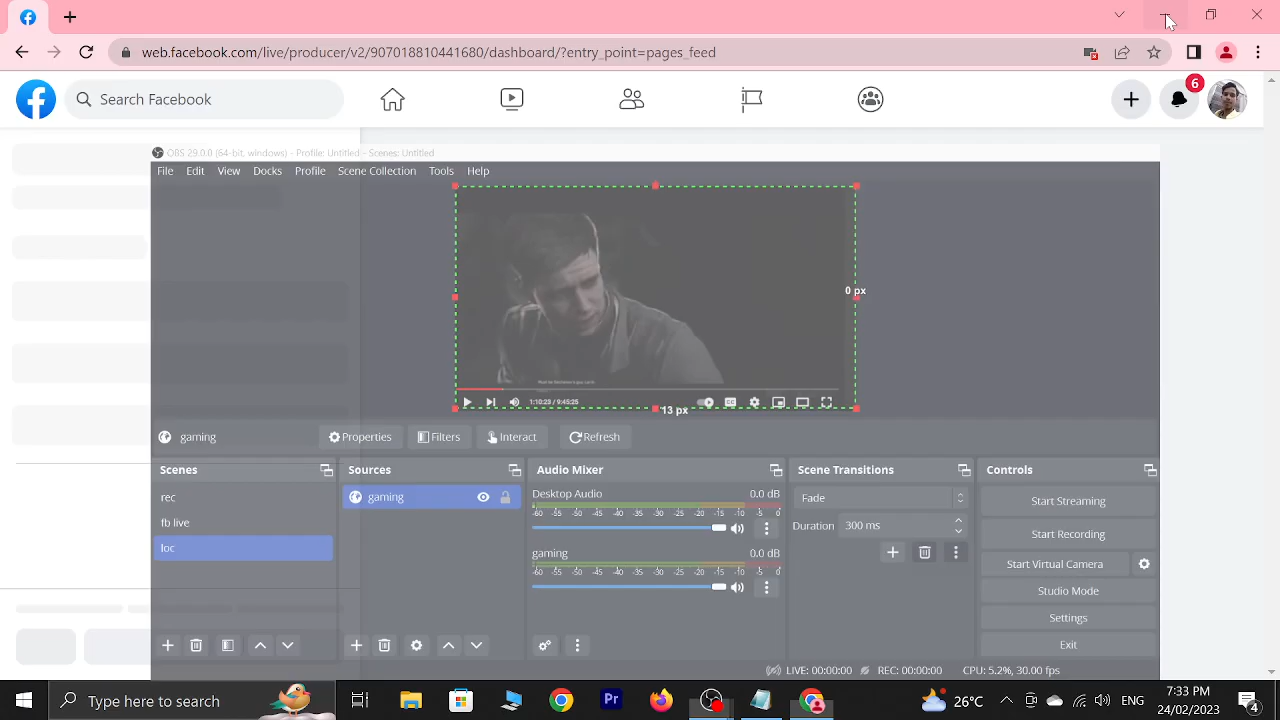 web.facebook.com/live/producer/v2/907018810441680/dashboard/?entry_point=pages_feed
Search Facebook
6
OBS 29.0.0 (64-bit, windows) - Profile: Untitled - Scenes: Untitled
File Edit View Docks Profile Scene Collection Tools Help
0 px
1:10:23 / 9:45:25
13 px
gaming Properties Filters Interact Refresh
Scenes Sources Audio Mixer Scene Transitions Controls
rec
fb live
loc
gaming
Desktop Audio 0.0 dB
-60 -55 -50 -45 -40 -35 -30 -25 -20 -15 -10 -5 0
gaming 0.0 dB
-60 -55 -50 -45 -40 -35 -30 -25 -20 -15 -10 -5 0
Fade
Duration 300 ms
Start Streaming
Start Recording
Start Virtual Camera
Studio Mode
Settings
Exit
LIVE: 00:00:00 REC: 00:00:00 CPU: 5.2%, 30.00 fps
Type here to search
Pr
26°C
ENG
7:33 PM
24/02/2023
4